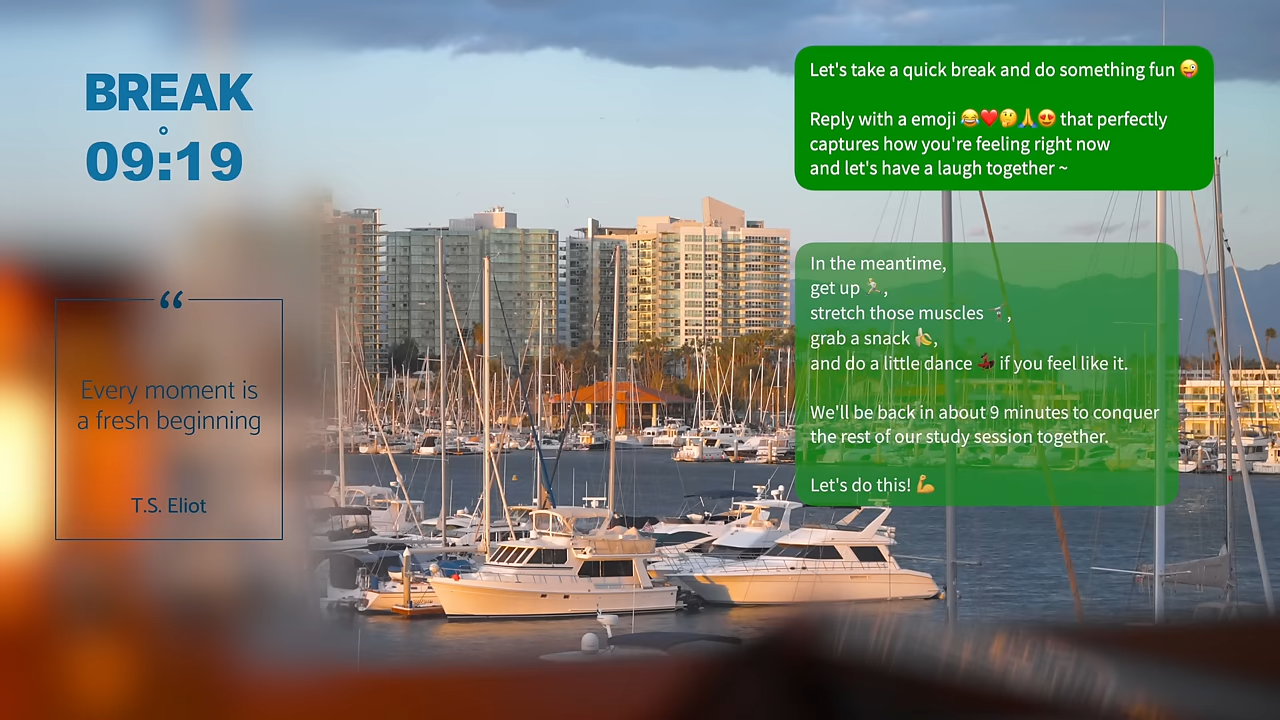 BREAK
09:19
“
Every moment is
a fresh beginning
T.S. Eliot
Let's take a quick break and do something fun 😜
Reply with a emoji 😂❤️🤔🙏😍 that perfectly
captures how you're feeling right now
and let's have a laugh together ~
In the meantime,
get up 🏃,
stretch those muscles 🤸,
grab a snack 🍌,
and do a little dance 💃 if you feel like it.
We'll be back in about 9 minutes to conquer
the rest of our study session together.
Let's do this! 💪